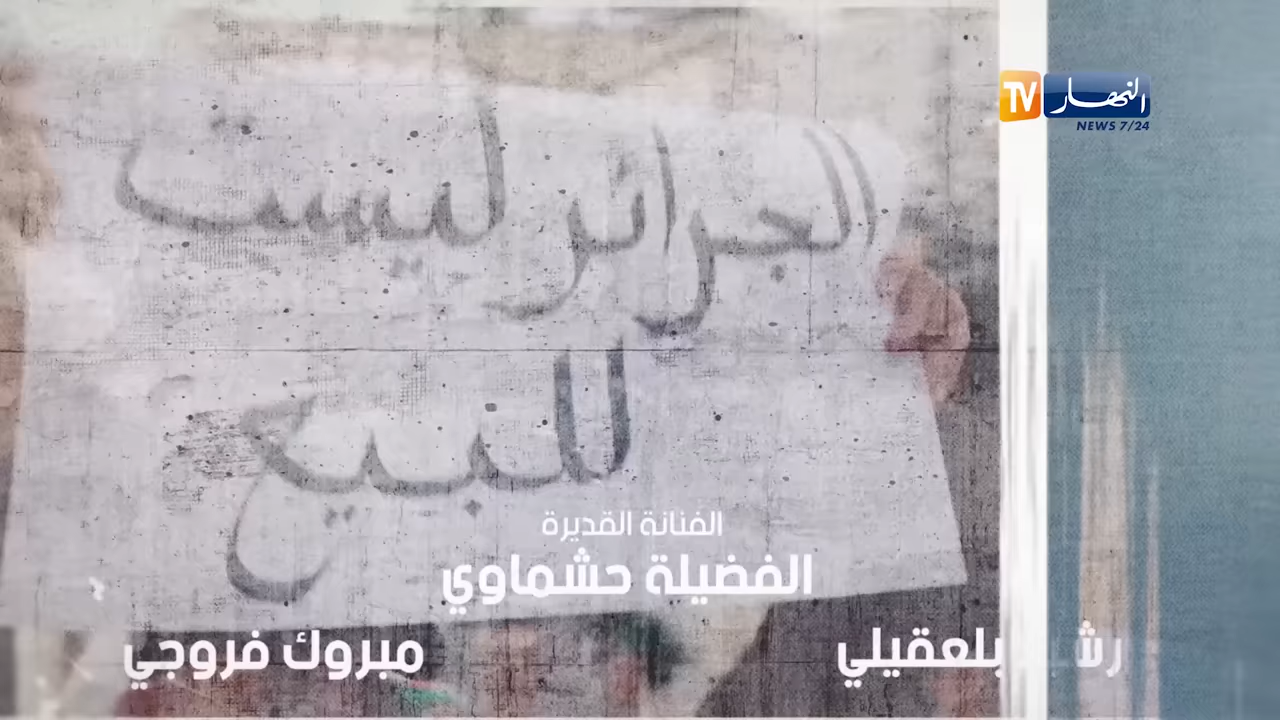 TV النهار
NEWS 7/24
الجزائر ليست
للبيع
الفنانة القديرة
الفضيلة حشماوي
بلعقيلي
مبروك فروجي